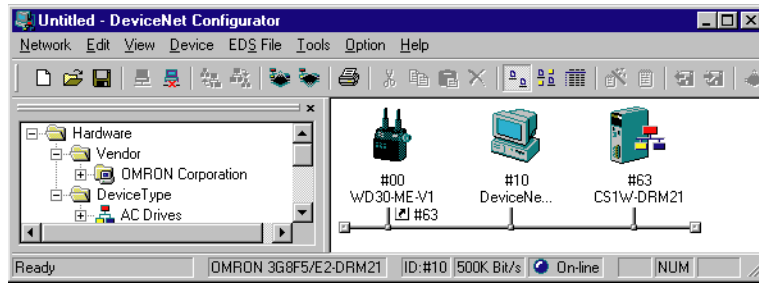 Untitled - DeviceNet Configurator
Network Edit View Device EDS File Tools Option Help
Hardware
Vendor
OMRON Corporation
DeviceType
AC Drives
#00
WD30-ME-V1
#63
#10
DeviceNe...
#63
CS1W-DRM21
Ready OMRON 3G8F5/E2-DRM21 ID:#10 500K Bit/s On-line NUM